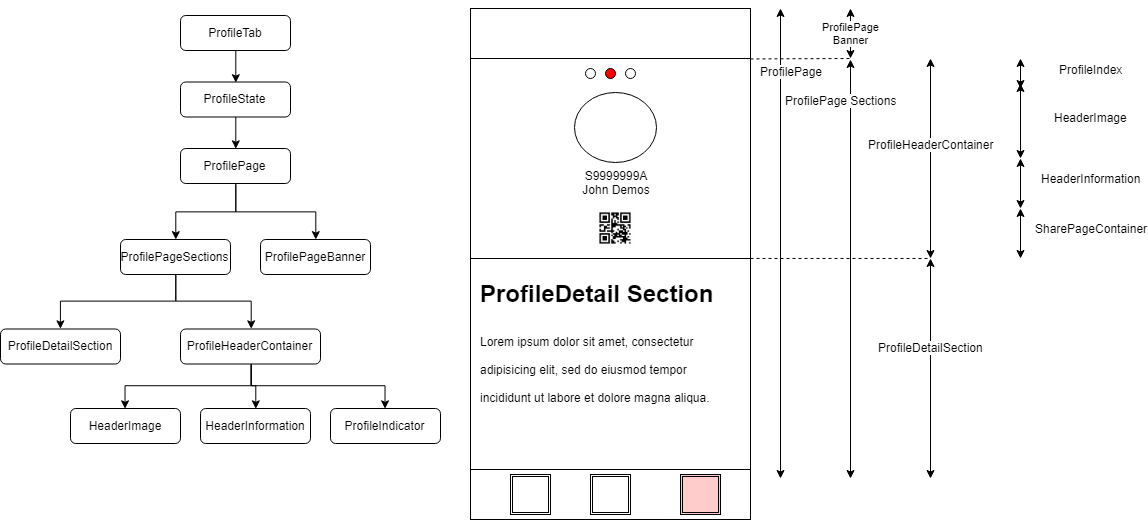 ProfileTab
ProfileState
ProfilePage
ProfilePageSections
ProfilePageBanner
ProfileDetailSection
ProfileHeaderContainer
HeaderImage
HeaderInformation
ProfileIndicator
S9999999A
John Demos
ProfileDetail Section
Lorem ipsum dolor sit amet, consectetur
adipisicing elit, sed do eiusmod tempor
incididunt ut labore et dolore magna aliqua.
ProfilePage
ProfilePage
Banner
ProfilePage Sections
ProfileHeaderContainer
ProfileDetailSection
ProfileIndex
HeaderImage
HeaderInformation
SharePageContainer